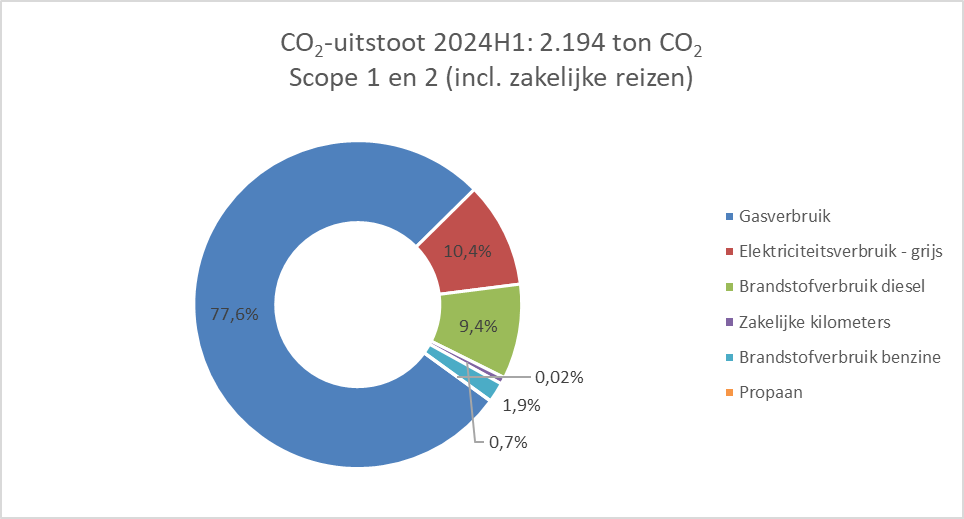 CO₂-uitstoot 2024H1: 2.194 ton CO₂
Scope 1 en 2 (incl. zakelijke reizen)
77,6%
10,4%
9,4%
0,02%
1,9%
0,7%
Gasverbruik
Elektriciteitsverbruik - grijs
Brandstofverbruik diesel
Zakelijke kilometers
Brandstofverbruik benzine
Propaan